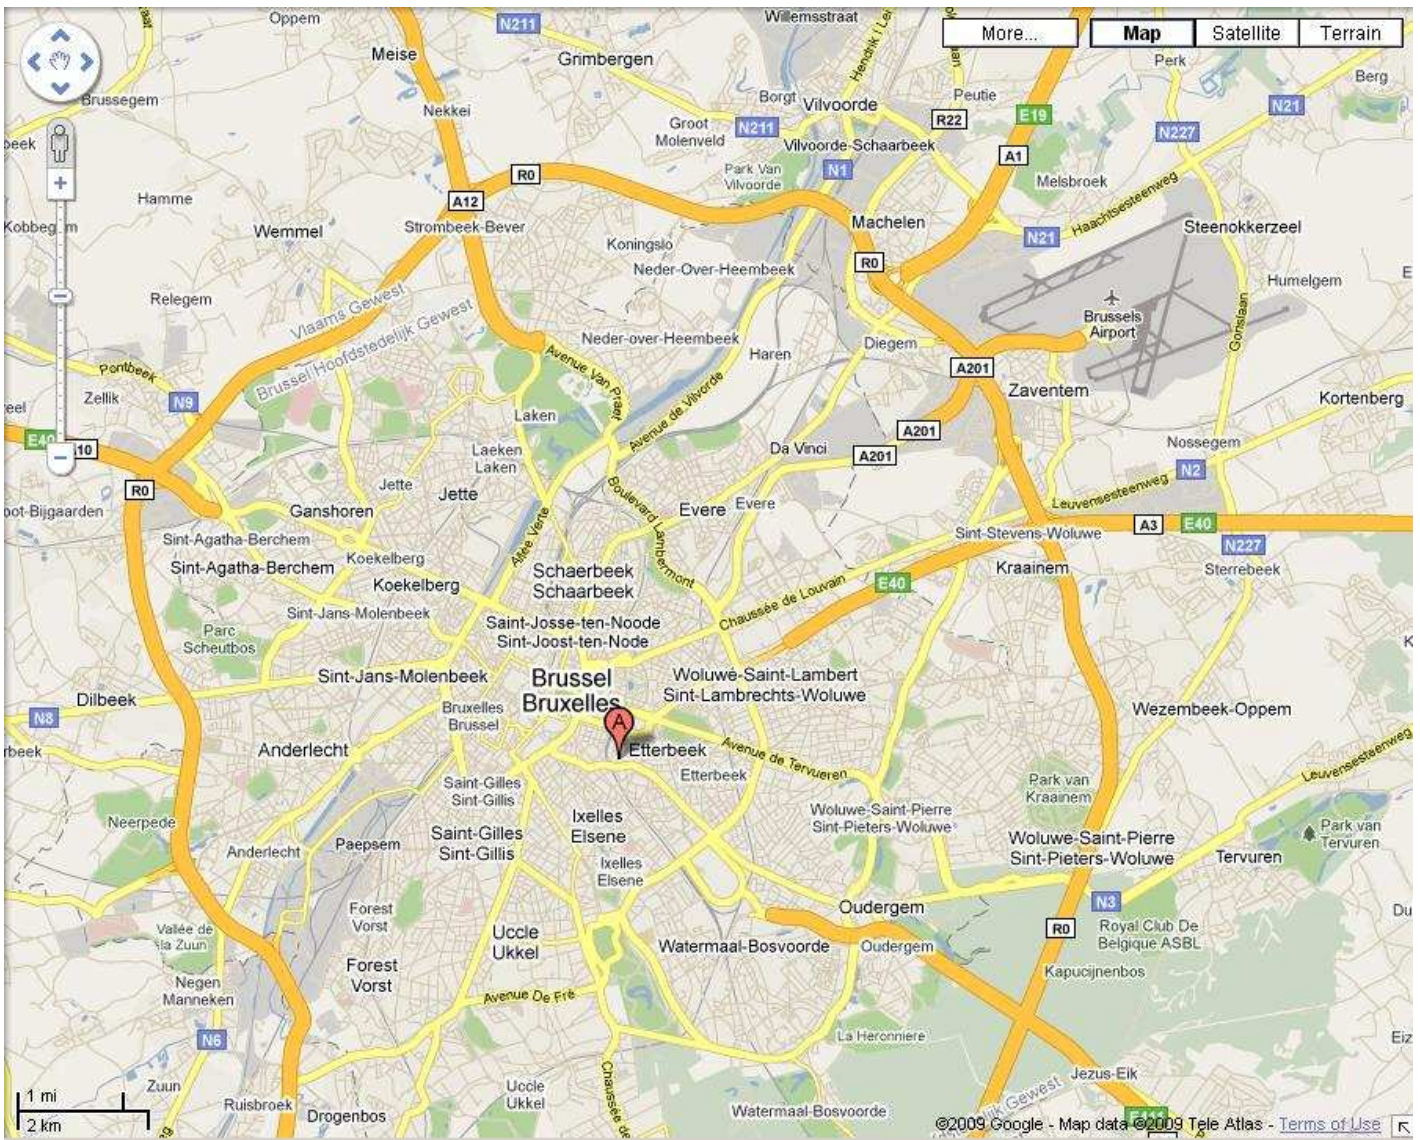 Oppem
N211
Willemsstraat
Hendrik I Lei
More...
Map
Satellite
Terrain
Meise
Grimbergen
Perk
Berg
Brussegem
Nekkei
Borgt
Vilvoorde
Peutie
N21
Groot
Molenveld
N211
R22
E19
N227
Vilvoorde-Schaarbeek
A1
Park Van
Vilvoorde
N1
Melsbroek
R0
Hamme
A12
Haachtsesteenweg
Kobbegem
Wemmel
Strombeek-Bever
Machelen
Steenokkerzeel
Koningslo
N21
Neder-Over-Heembeek
R0
Humelgem
Relegem
Vlaams Gewest
Brussel Hoofdstedelijk Gewest
Brussels
Airport
Gorislaan
Neder-over-Heembeek
Haren
Diegem
Avenue Van Praet
Pontbeek
Zellik
N9
A201
Zaventem
Kortenberg
Laken
Avenue de Vilvorde
A201
E40
10
Laeken
Laken
Da Vinci
A201
Nossegem
N2
R0
Jette
Jette
Boulevard Lambermont
Leuvensesteenweg
oot-Bijgaarden
Ganshoren
Evere
Evere
A3
E40
Allee Verte
Sint-Agatha-Berchem
Sint-Stevens-Woluwe
N227
Sint-Agatha-Berchem
Koekelberg
Koekelberg
Schaerbeek
Schaarbeek
E40
Kraainem
Sterrebeek
Chaussée de Louvain
Sint-Jans-Molenbeek
Saint-Josse-ten-Noode
Sint-Joost-ten-Node
Parc
Scheutbos
Sint-Jans-Molenbeek
Brussel
Bruxelles
Woluwé-Saint-Lambert
Sint-Lambrechts-Woluwe
Dilbeek
N8
Bruxelles
Brussel
Wezembeek-Oppem
A
Anderlecht
Etterbeek
Avenue de Tervueren
Leuvensesteenweg
Etterbeek
Saint-Gilles
Sint-Gillis
Park van
Kraainem
Neerpede
Ixelles
Elsene
Woluwe-Saint-Pierre
Sint-Pieters-Woluwe
Saint-Gilles
Sint-Gillis
Woluwe-Saint-Pierre
Sint-Pieters-Woluwe
Park van
Tervuren
Tervuren
Anderlecht
Paepsem
Ixelles
Elsene
Oudergem
N3
Forest
Vorst
Vallée de
la Zuun
Uccle
Ukkel
Watermaal-Bosvoorde
Oudergem
R0
Royal Club De
Belgique ASBL
Forest
Vorst
Kapucijnenbos
Negen
Manneken
Avenue De Fré
N6
La Heronniere
Jezus-Eik
Zuun
Uccle
Ukkel
1 mi
2 km
Ruisbroek
Drogenbos
Watermaal-Bosvoorde
E411
©2009 Google - Map data ©2009 Tele Atlas - Terms of Use